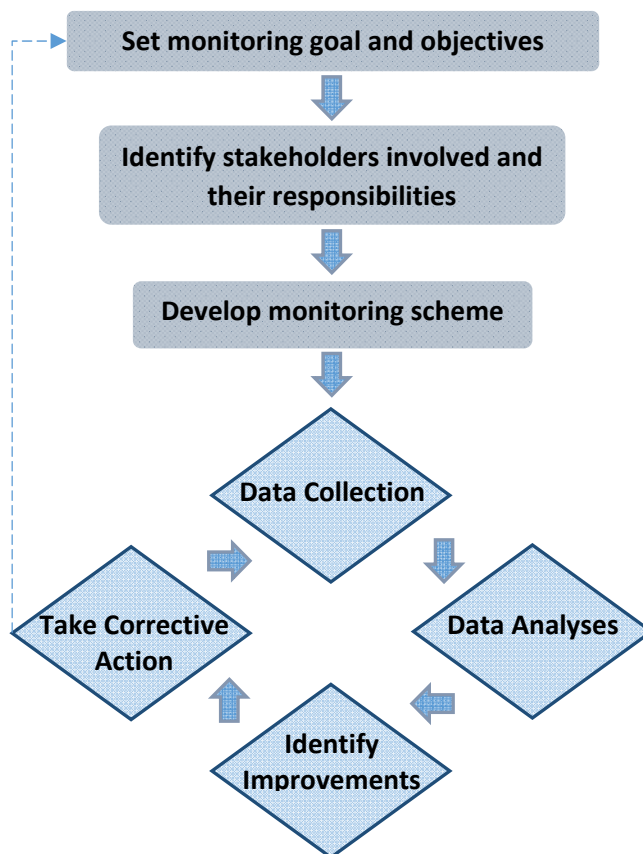 Set monitoring goal and objectives
Identify stakeholders involved and
their responsibilities
Develop monitoring scheme
Data Collection
Take Corrective
Action
Data Analyses
Identify
Improvements